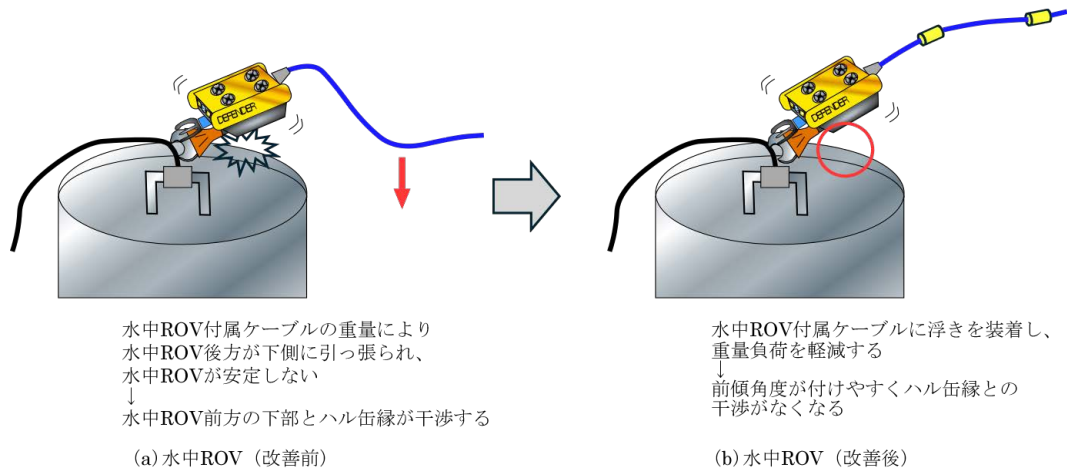 DEFENDER
水中ROV付属ケーブルの重量により
水中ROV後方が下側に引っ張られ、
水中ROVが安定しない
↓
水中ROV前方の下部とハル缶縁が干渉する
(a)水中ROV（改善前）
DEFENDER
水中ROV付属ケーブルに浮きを装着し、
重量負荷を軽減する
↓
前傾角度が付けやすくハル缶縁との
干渉がなくなる
(b)水中ROV（改善後）